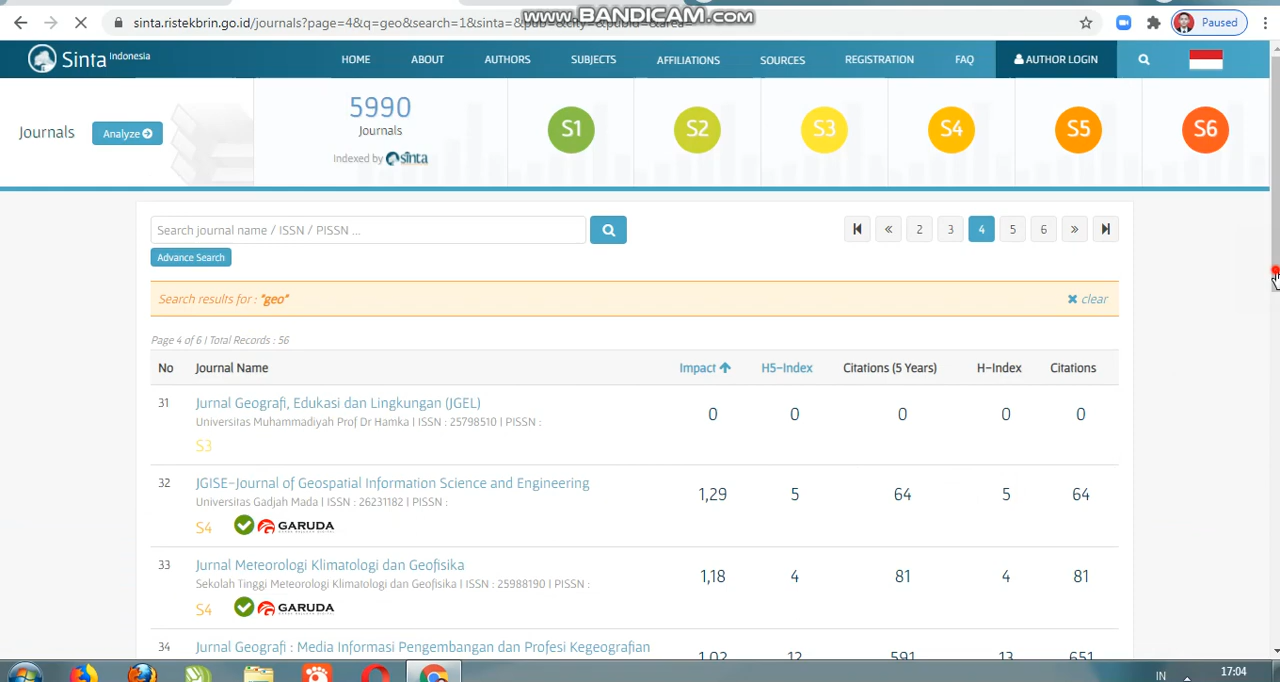 www.BANDICAM.com
sinta.ristekbrin.go.id/journals?page=4&q=geo&search=1&sinta=&pub=&city=&pubid=&area=
Paused
Sinta Indonesia
HOME ABOUT AUTHORS SUBJECTS AFFILIATIONS SOURCES REGISTRATION FAQ AUTHOR LOGIN
Journals Analyze
5990
Journals
Indexed by sinta
S1 S2 S3 S4 S5 S6
Search journal name / ISSN / PISSN ...
« 2 3 4 5 6 »
Advance Search
Search results for : "geo" clear
Page 4 of 6 | Total Records : 56
No Journal Name Impact H5-Index Citations (5 Years) H-Index Citations
31 Jurnal Geografi, Edukasi dan Lingkungan (JGEL) 0 0 0 0 0
Universitas Muhammadiyah Prof Dr Hamka | ISSN : 25798510 | PISSN :
S3
32 JGISE-Journal of Geospatial Information Science and Engineering 1,29 5 64 5 64
Universitas Gadjah Mada | ISSN : 26231182 | PISSN :
S4 GARUDA
33 Jurnal Meteorologi Klimatologi dan Geofisika 1,18 4 81 4 81
Sekolah Tinggi Meteorologi Klimatologi dan Geofisika | ISSN : 25988190 | PISSN :
S4 GARUDA
34 Jurnal Geografi : Media Informasi Pengembangan dan Profesi Kegeografian 1,02 12 591 13 651
IN 17:04